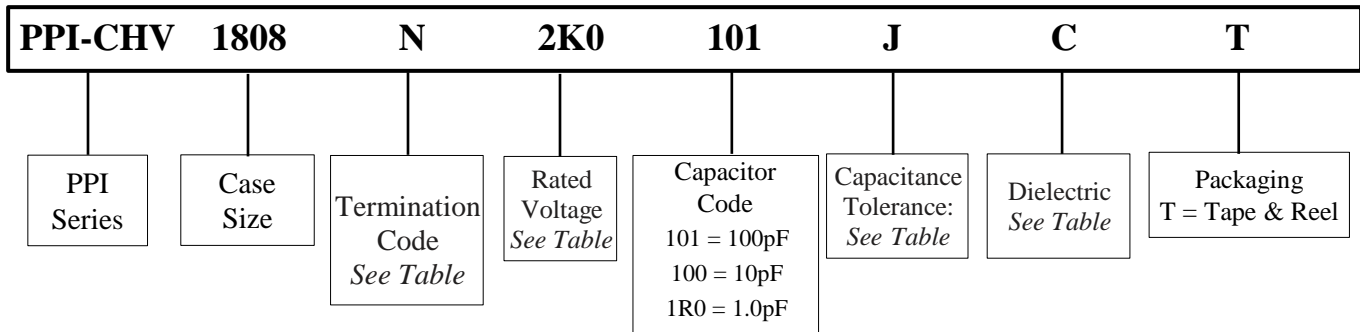 PPI-CHV 1808 N 2K0 101 J C T
PPI
Series
Case
Size
Termination
Code
See Table
Rated
Voltage
See Table
Capacitor
Code
101 = 100pF
100 = 10pF
1R0 = 1.0pF
Capacitance
Tolerance:
See Table
Dielectric
See Table
Packaging
T = Tape & Reel